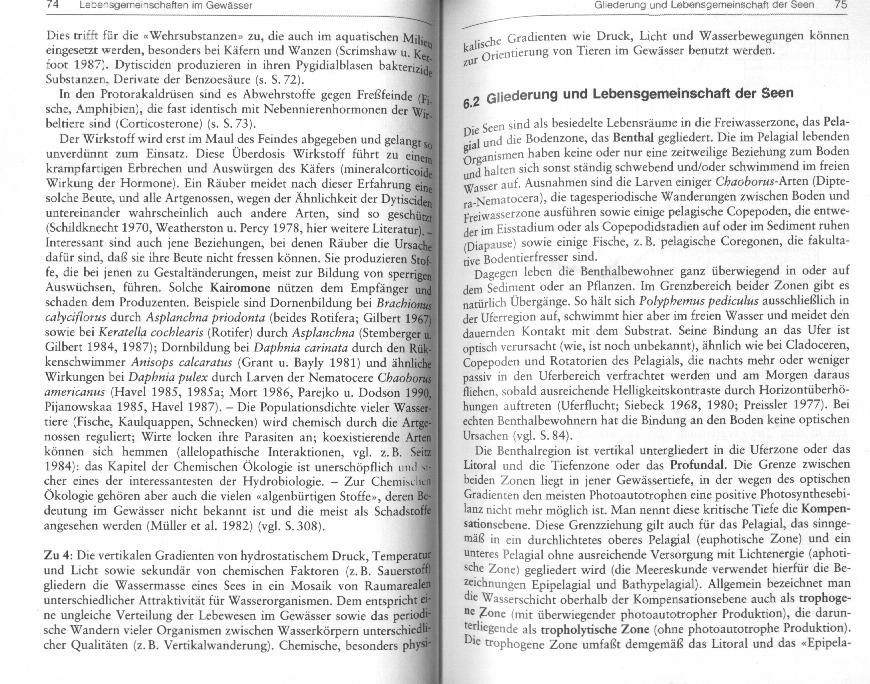 74 Lebensgemeinschaften im Gewässer
Dies trifft für die «Wehrsubstanzen» zu, die auch im aquatischen Milieu
eingesetzt werden, besonders bei Käfern und Wanzen (Scrimshaw u. Ker-
foot 1987). Dytisciden produzieren in ihren Pygidialblasen bakterizide
Substanzen, Derivate der Benzoesäure (s. S. 72).
In den Protorakaldrüsen sind es Abwehrstoffe gegen Freßfeinde (Fi-
sche, Amphibien), die fast identisch mit Nebennierenhormonen der Wir-
beltiere sind (Corticosterone) (s. S. 73).
Der Wirkstoff wird erst im Maul des Feindes abgegeben und gelangt so
unverdünnt zum Einsatz. Diese Überdosis Wirkstoff führt zu einem
krampfartigen Erbrechen und Auswürgen des Käfers (mineralcorticoide
Wirkung der Hormone). Ein Räuber meidet nach dieser Erfahrung eine
solche Beute, und alle Artgenossen, wegen der Ähnlichkeit der Dytisciden
untereinander wahrscheinlich auch andere Arten, sind so geschützt
(Schildknecht 1970, Weatherston u. Percy 1978, hier weitere Literatur). –
Interessant sind auch jene Beziehungen, bei denen Räuber die Ursache
dafür sind, daß sie ihre Beute nicht fressen können. Sie produzieren Stof-
fe, die bei jenen zu Gestaltänderungen, meist zur Bildung von sperrigen
Auswüchsen, führen. Solche Kairomone nützen dem Empfänger und
schaden dem Produzenten. Beispiele sind Dornenbildung bei Brachionus
calyciflorus durch Asplanchna priodonta (beides Rotifera; Gilbert 1967)
sowie bei Keratella cochlearis (Rotifer) durch Asplanchna (Stemberger u.
Gilbert 1984, 1987); Dornbildung bei Daphnia carinata durch den Rük-
kenschwimmer Anisops calcaratus (Grant u. Bayly 1981) und ähnliche
Wirkungen bei Daphnia pulex durch Larven der Nematocere Chaoborus
americanus (Havel 1985, 1985a; Mort 1986, Parejko u. Dodson 1990,
Pijanowskaa 1985, Havel 1987). – Die Populationsdichte vieler Wasser-
tiere (Fische, Kaulquappen, Schnecken) wird chemisch durch die Artge-
nossen reguliert; Wirte locken ihre Parasiten an; koexistierende Arten
können sich hemmen (allelopathische Interaktionen, vgl. z. B. Seitz
1984): das Kapitel der Chemischen Ökologie ist unerschöpflich und si-
cher eines der interessantesten der Hydrobiologie. – Zur Chemischen
Ökologie gehören aber auch die vielen «algenbürtigen Stoffe», deren Be-
deutung im Gewässer nicht bekannt ist und die meist als Schadstoffe
angesehen werden (Müller et al. 1982) (vgl. S. 308).
Zu 4: Die vertikalen Gradienten von hydrostatischem Druck, Temperatur
und Licht sowie sekundär von chemischen Faktoren (z. B. Sauerstoff)
gliedern die Wassermasse eines Sees in ein Mosaik von Raumarealen
unterschiedlicher Attraktivität für Wasserorganismen. Dem entspricht ei-
ne ungleiche Verteilung der Lebewesen im Gewässer sowie das periodi-
sche Wandern vieler Organismen zwischen Wasserkörpern unterschiedli-
cher Qualitäten (z. B. Vertikalwanderung). Chemische, besonders physi-
Gliederung und Lebensgemeinschaft der Seen 75
kalische Gradienten wie Druck, Licht und Wasserbewegungen können
zur Orientierung von Tieren im Gewässer benutzt werden.
6.2 Gliederung und Lebensgemeinschaft der Seen
Die Seen sind als besiedelte Lebensräume in die Freiwasserzone, das Pela-
gial und die Bodenzone, das Benthal gegliedert. Die im Pelagial lebenden
Organismen haben keine oder nur eine zeitweilige Beziehung zum Boden
und halten sich sonst ständig schwebend und/oder schwimmend im freien
Wasser auf. Ausnahmen sind die Larven einiger Chaoborus-Arten (Dipte-
ra-Nematocera), die tagesperiodische Wanderungen zwischen Boden und
Freiwasserzone ausführen sowie einige pelagische Copepoden, die entwe-
der im Eisstadium oder als Copepodidstadien auf oder im Sediment ruhen
(Diapause) sowie einige Fische, z. B. pelagische Coregonen, die fakulta-
tive Bodentierfresser sind.
Dagegen leben die Benthalbewohner ganz überwiegend in oder auf
dem Sediment oder an Pflanzen. Im Grenzbereich beider Zonen gibt es
natürlich Übergänge. So hält sich Polyphemus pediculus ausschließlich in
der Uferregion auf, schwimmt hier aber im freien Wasser und meidet den
dauernden Kontakt mit dem Substrat. Seine Bindung an das Ufer ist
optisch verursacht (wie, ist noch unbekannt), ähnlich wie bei Cladoceren,
Copepoden und Rotatorien des Pelagials, die nachts mehr oder weniger
passiv in den Uferbereich verfrachtet werden und am Morgen daraus
fliehen, sobald ausreichende Helligkeitskontraste durch Horizontüberhö-
hungen auftreten (Uferflucht; Siebeck 1968, 1980; Preissler 1977). Bei
echten Benthalbewohnern hat die Bindung an den Boden keine optischen
Ursachen (vgl. S. 84).
Die Benthalregion ist vertikal untergliedert in die Uferzone oder das
Litoral und die Tiefenzone oder das Profundal. Die Grenze zwischen
beiden Zonen liegt in jener Gewässertiefe, in der wegen des optischen
Gradienten den meisten Photoautotrophen eine positive Photosynthesebi-
lanz nicht mehr möglich ist. Man nennt diese kritische Tiefe die Kompen-
sationsebene. Diese Grenzziehung gilt auch für das Pelagial, das sinnge-
mäß in ein durchlichtetes oberes Pelagial (euphotische Zone) und ein
unteres Pelagial ohne ausreichende Versorgung mit Lichtenergie (aphoti-
sche Zone) gegliedert wird (die Meereskunde verwendet hierfür die Be-
zeichnungen Epipelagial und Bathypelagial). Allgemein bezeichnet man
die Wasserschicht oberhalb der Kompensationsebene auch als trophoge-
ne Zone (mit überwiegender photoautotropher Produktion), die darun-
terliegende als tropholytische Zone (ohne photoautotrophe Produktion).
Die trophogene Zone umfaßt demgemäß das Litoral und das «Epipela-